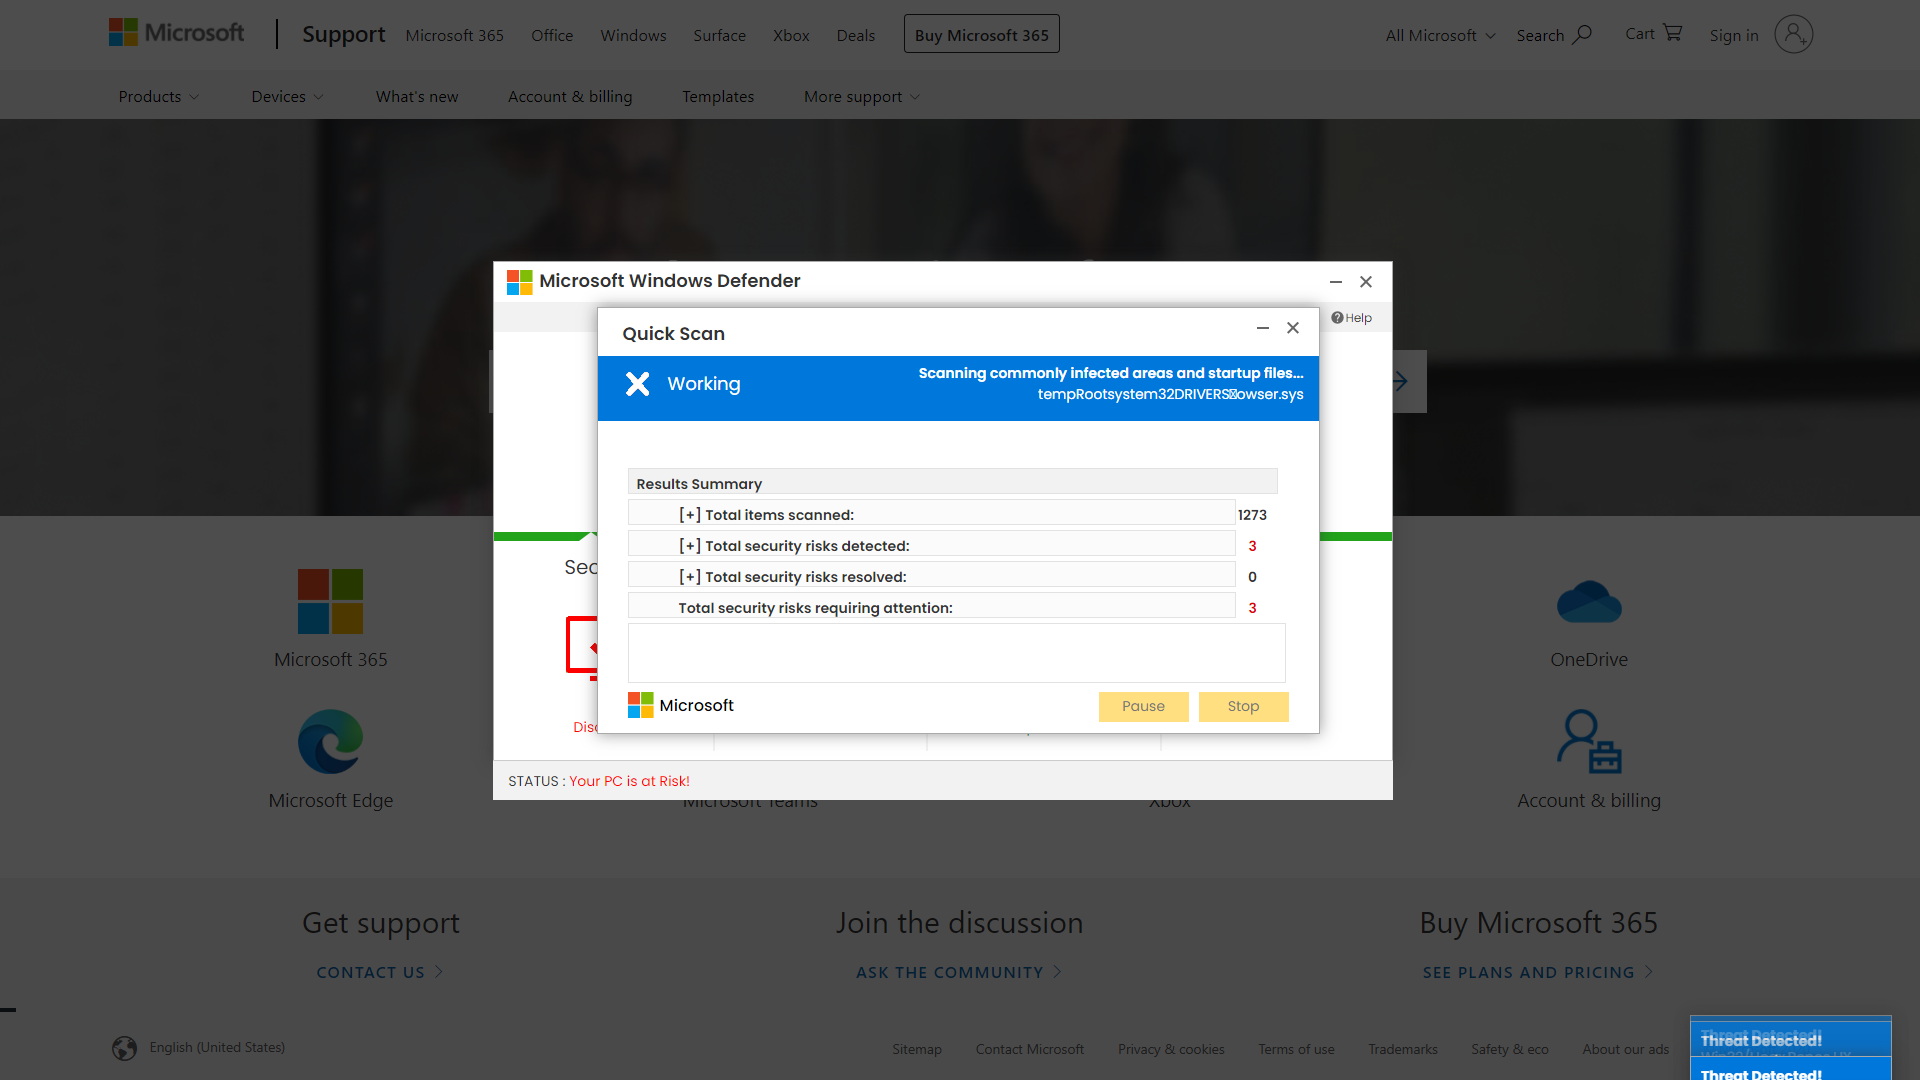 Microsoft
Support
Microsoft 365
Office
Windows
Surface
Xbox
Deals
Buy Microsoft 365
All Microsoft
Search
Cart
Sign in
Products
Devices
What's new
Account & billing
Templates
More support
Microsoft Windows Defender
Help
Quick Scan
Working
Scanning commonly infected areas and startup files...
tempRootsystem32DRIVERS▯owser.sys
Results Summary
[+] Total items scanned: 1273
[+] Total security risks detected: 3
[+] Total security risks resolved: 0
Total security risks requiring attention: 3
Microsoft
Pause
Stop
Sec
Disc
STATUS : Your PC is at Risk!
Microsoft 365
OneDrive
Microsoft Edge
Microsoft Teams
Xbox
Account & billing
Get support
CONTACT US
Join the discussion
ASK THE COMMUNITY
Buy Microsoft 365
SEE PLANS AND PRICING
English (United States)
Sitemap
Contact Microsoft
Privacy & cookies
Terms of use
Trademarks
Safety & eco
About our ads
Threat Detected!
Threat Detected!